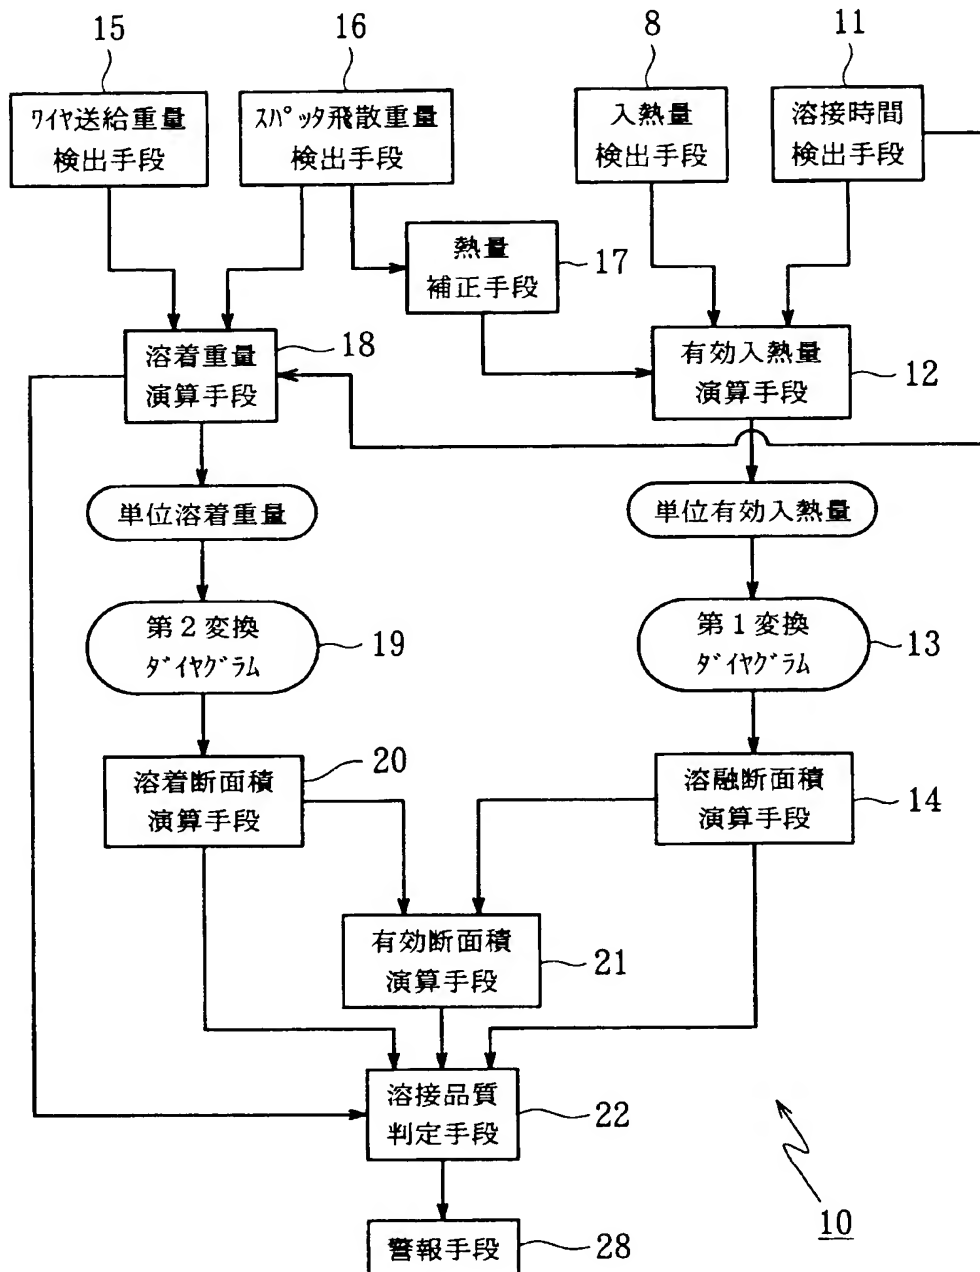 15
16
8
11
ﾜｲﾔ送給重量
検出手段
ｽﾊﾟｯﾀ飛散重量
検出手段
入熱量
検出手段
溶接時間
検出手段
熱量
補正手段
17
溶着重量
演算手段
18
有効入熱量
演算手段
12
単位溶着重量
単位有効入熱量
第2変換
ﾀﾞｲﾔｸﾞﾗﾑ
19
第1変換
ﾀﾞｲﾔｸﾞﾗﾑ
13
溶着断面積
演算手段
20
溶融断面積
演算手段
14
有効断面積
演算手段
21
溶接品質
判定手段
22
10
警報手段
28